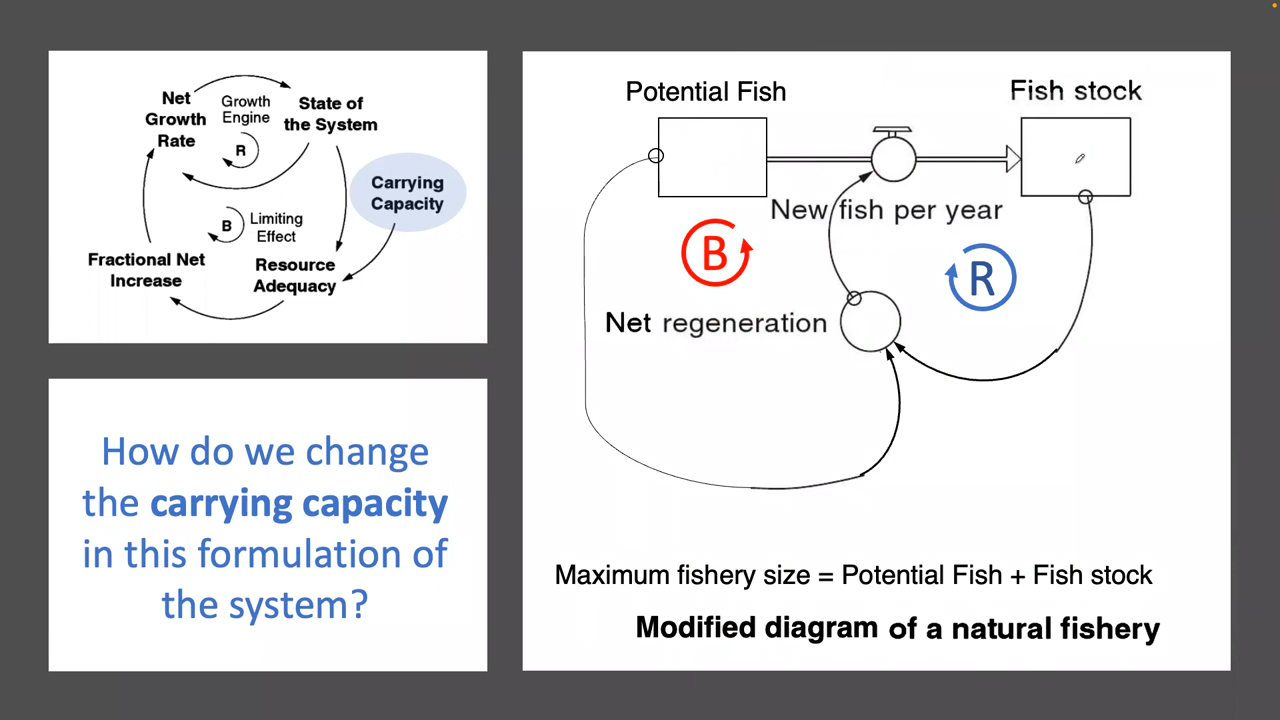 Net
Growth
Rate
Growth
Engine
R
State of
the System
Carrying
Capacity
B
Limiting
Effect
Fractional Net
Increase
Resource
Adequacy
How do we change
the carrying capacity
in this formulation of
the system?
Potential Fish
Fish stock
New fish per year
B
R
Net regeneration
Maximum fishery size = Potential Fish + Fish stock
Modified diagram of a natural fishery